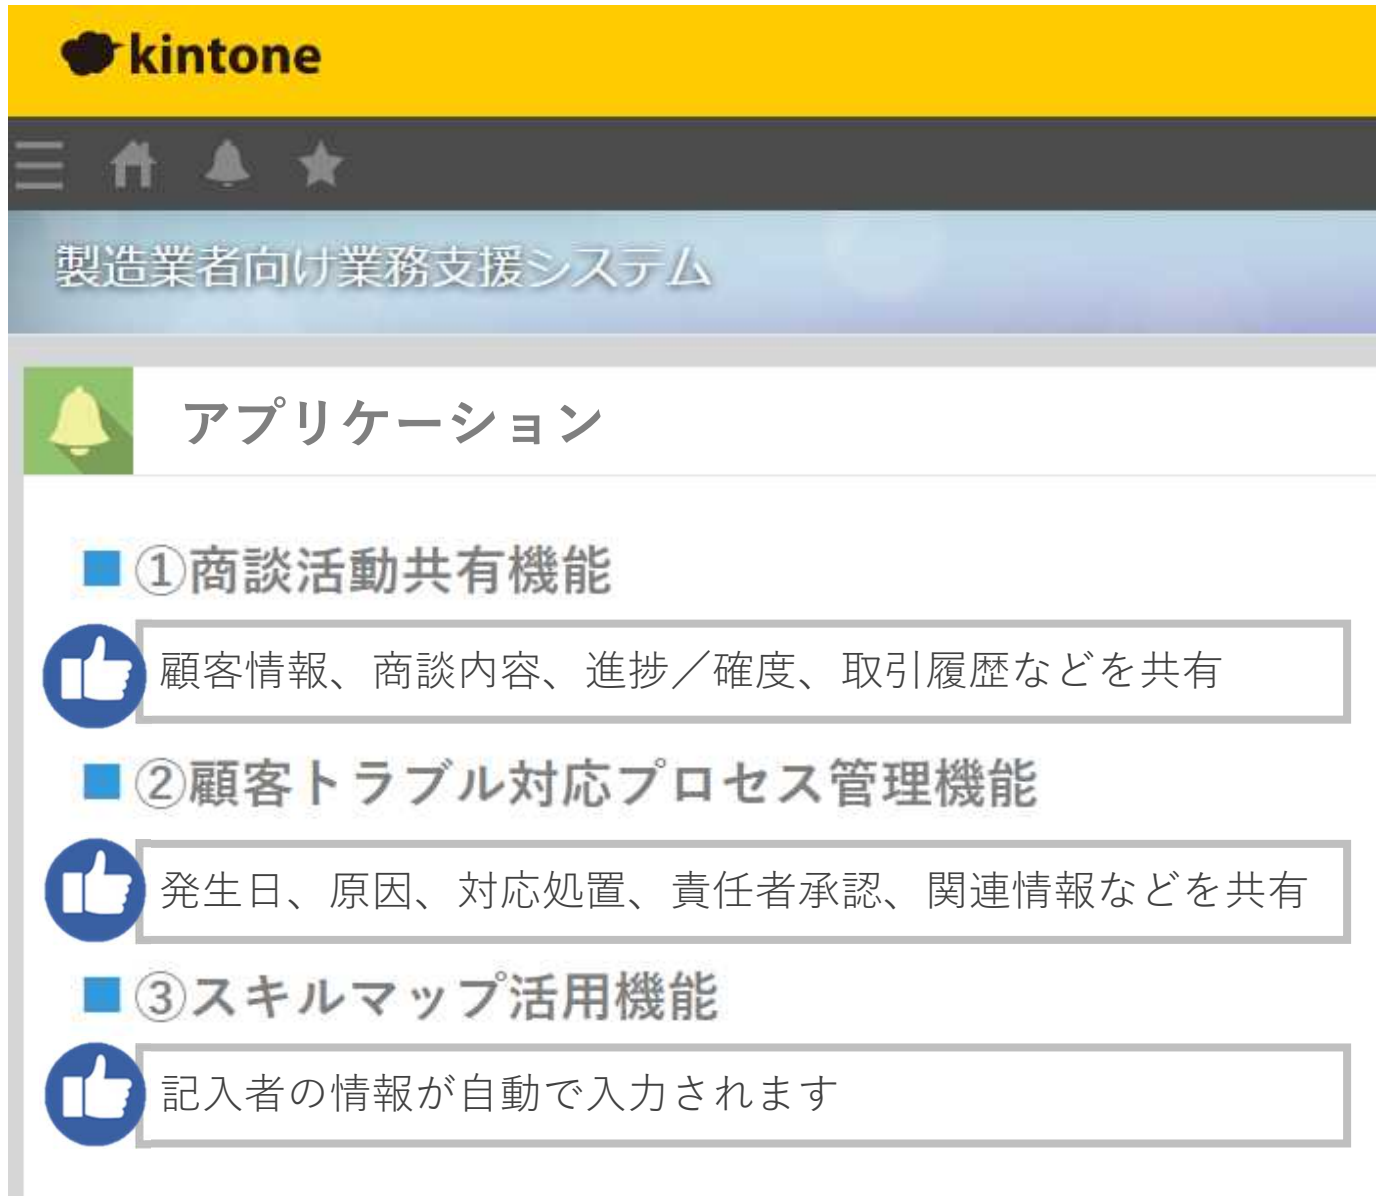 kintone
製造業者向け業務支援システム
アプリケーション
①商談活動共有機能
顧客情報、商談内容、進捗／確度、取引履歴などを共有
②顧客トラブル対応プロセス管理機能
発生日、原因、対応処置、責任者承認、関連情報などを共有
③スキルマップ活用機能
記入者の情報が自動で入力されます